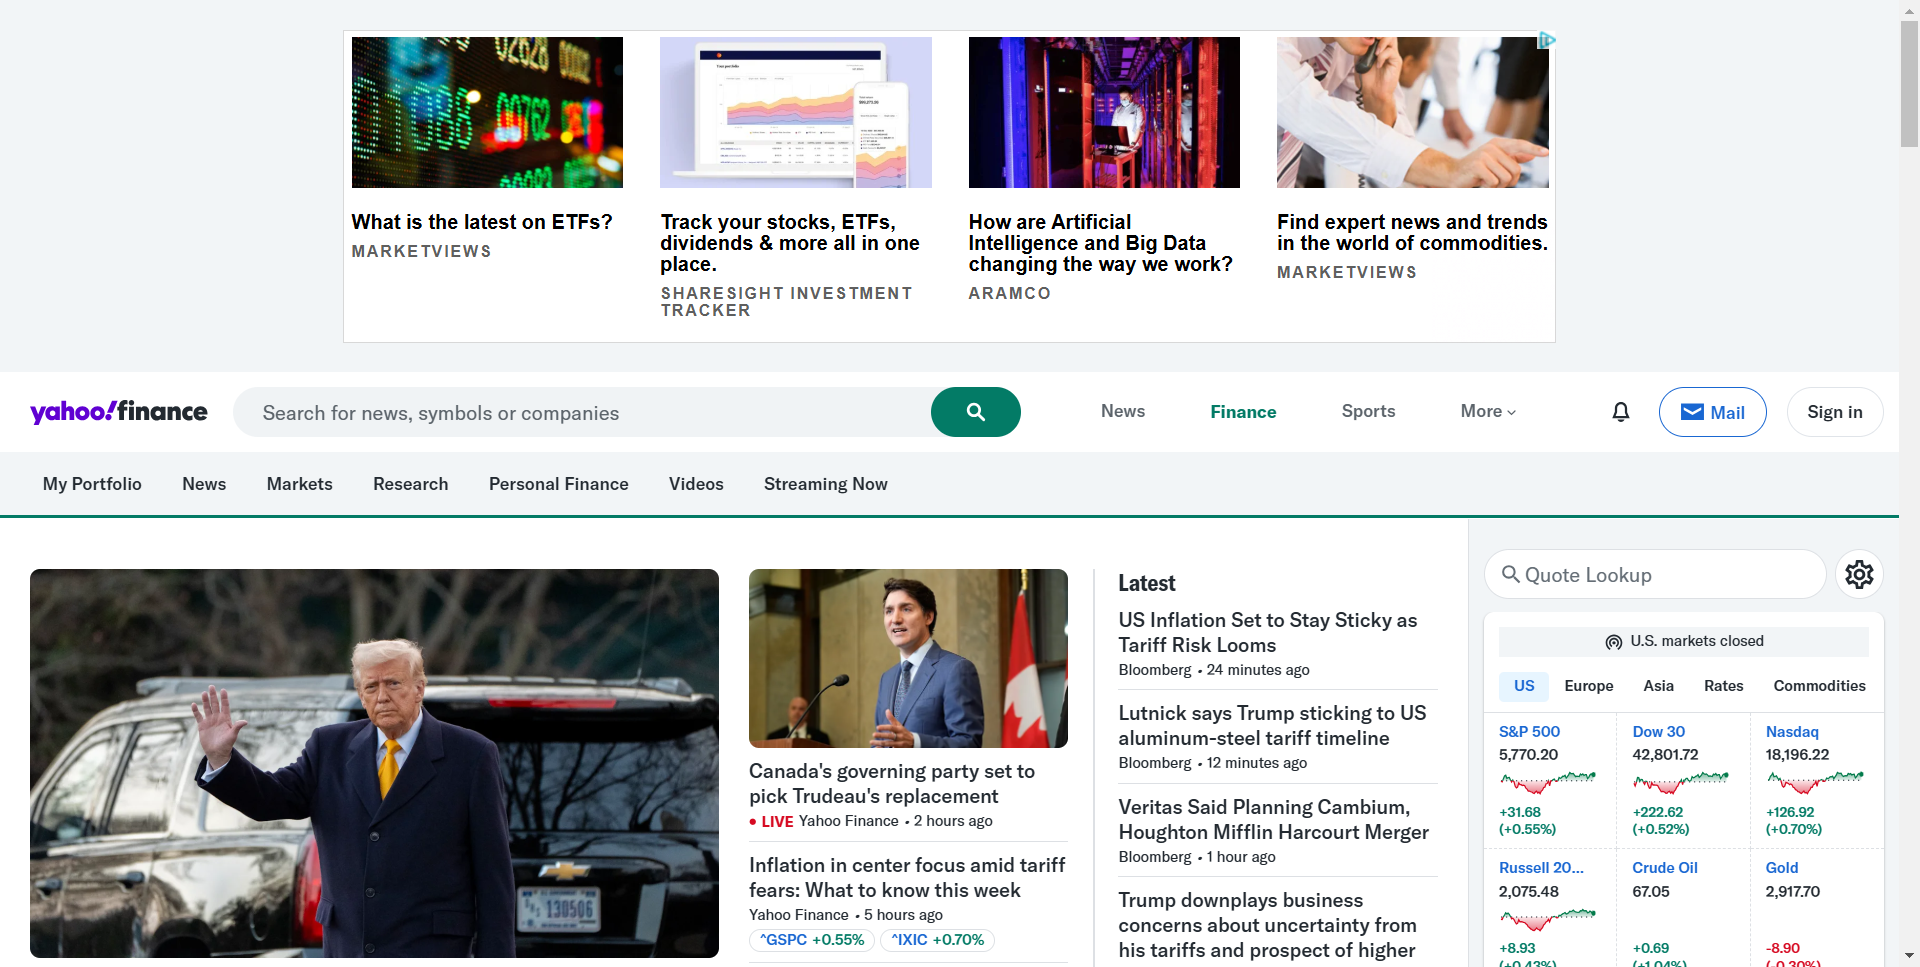 What is the latest on ETFs?
MARKETVIEWS
Track your stocks, ETFs,
dividends & more all in one
place.
SHARESIGHT INVESTMENT
TRACKER
How are Artificial
Intelligence and Big Data
changing the way we work?
ARAMCO
Find expert news and trends
in the world of commodities.
MARKETVIEWS
yahoo!finance
Search for news, symbols or companies
News
Finance
Sports
More
Mail
Sign in
My Portfolio
News
Markets
Research
Personal Finance
Videos
Streaming Now
130506
Canada's governing party set to
pick Trudeau's replacement
• LIVE Yahoo Finance • 2 hours ago
Inflation in center focus amid tariff
fears: What to know this week
Yahoo Finance • 5 hours ago
^GSPC +0.55%
^IXIC +0.70%
Latest
US Inflation Set to Stay Sticky as
Tariff Risk Looms
Bloomberg • 24 minutes ago
Lutnick says Trump sticking to US
aluminum-steel tariff timeline
Bloomberg • 12 minutes ago
Veritas Said Planning Cambium,
Houghton Mifflin Harcourt Merger
Bloomberg • 1 hour ago
Trump downplays business
concerns about uncertainty from
his tariffs and prospect of higher
Quote Lookup
U.S. markets closed
US
Europe
Asia
Rates
Commodities
S&P 500
5,770.20
+31.68
(+0.55%)
Dow 30
42,801.72
+222.62
(+0.52%)
Nasdaq
18,196.22
+126.92
(+0.70%)
Russell 20...
2,075.48
+8.93
(+0.43%)
Crude Oil
67.05
+0.69
(+1.04%)
Gold
2,917.70
-8.90
(-0.30%)